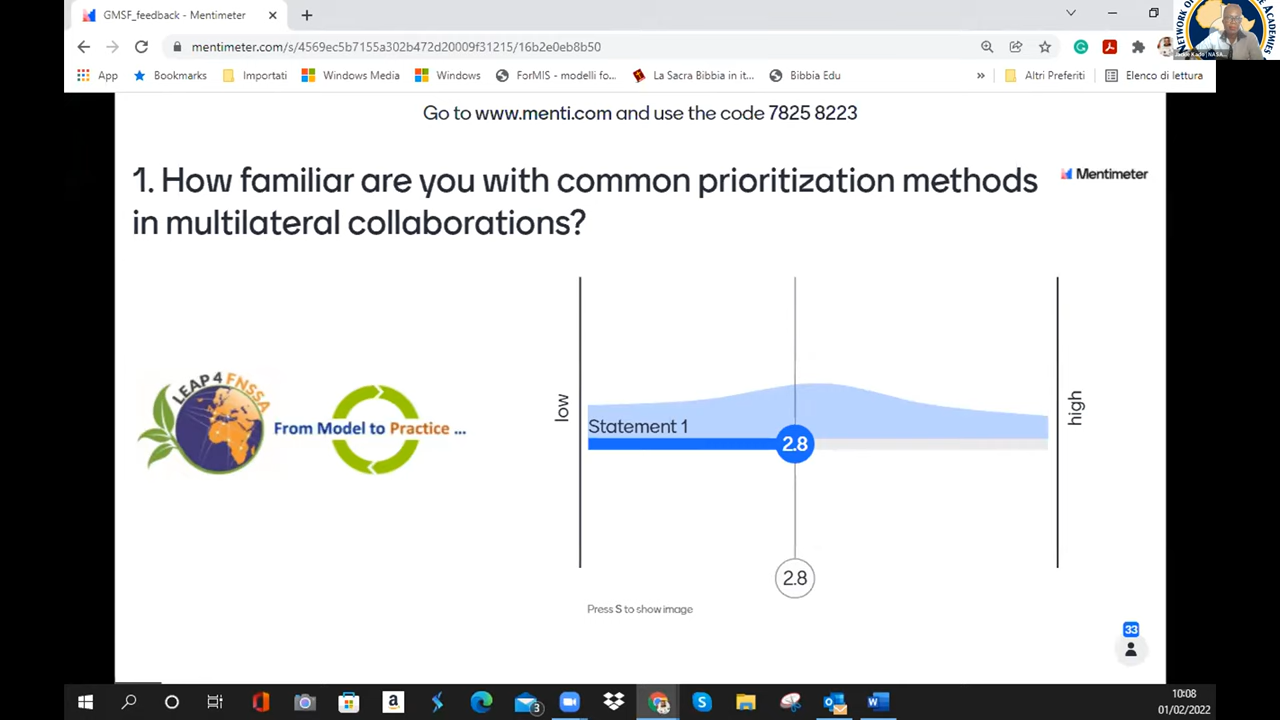 GMSF_feedback - Mentimeter
mentimeter.com/s/4569ec5b7155a302b472d20009f31215/16b2e0eb8b50
App Bookmarks Importati Windows Media Windows ForMIS - modelli fo... La Sacra Bibbia in it... Bibbia Edu » Altri Preferiti Elenco di lettura
Go to www.menti.com and use the code 7825 8223
1. How familiar are you with common prioritization methods
in multilateral collaborations?
Mentimeter
LEAP4FNSSA
From Model to Practice ...
low
high
Statement 1
2.8
2.8
Press S to show image
33
3
10:08
01/02/2022